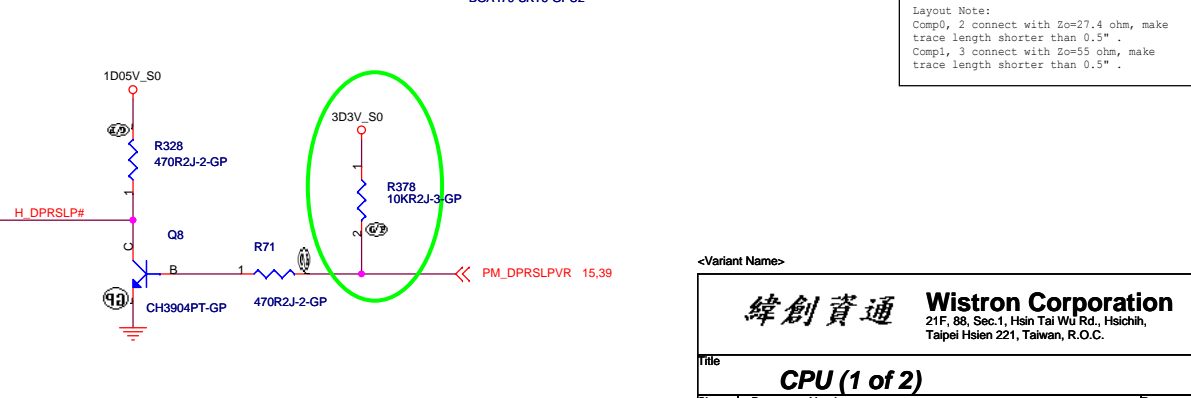 Layout Note:
Comp0, 2 connect with Zo=27.4 ohm, make
trace length shorter than 0.5" .
Comp1, 3 connect with Zo=55 ohm, make
trace length shorter than 0.5" .
1D05V_S0
3D3V_S0
R328
470R2J-2-GP
1
1
R378
10KR2J-3-GP
2
H_DPRSLP#
C
Q8
B
1
R71
470R2J-2-GP
PM_DPRSLPVR 15,39
CH3904PT-GP
<Variant Name>
緯創資通
Wistron Corporation
21F, 88, Sec.1, Hsin Tai Wu Rd., Hsichih,
Taipei Hsien 221, Taiwan, R.O.C.
Title
CPU (1 of 2)